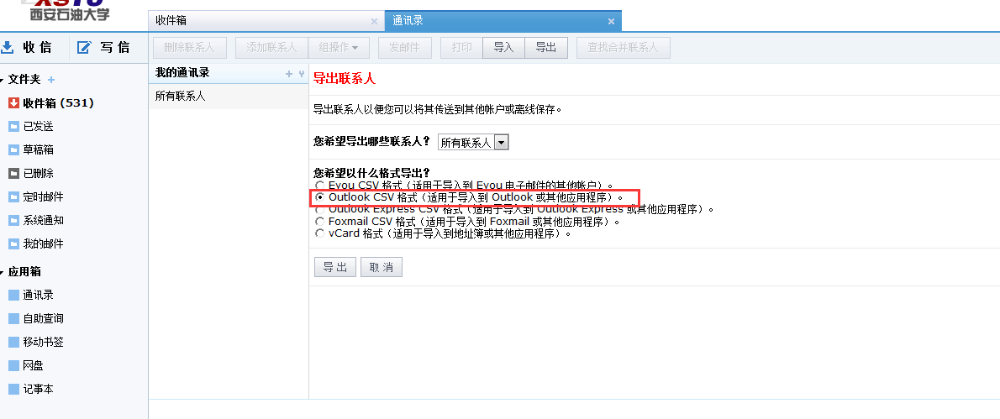 西安石油大学
收件箱
通讯录
收 信
写 信
删除联系人 添加联系人 组操作 发邮件 打印 导入 导出 查找合并联系人
文件夹
收件箱 (531)
已发送
草稿箱
已删除
定时邮件
系统通知
我的邮件
应用箱
通讯录
自助查询
移动书签
网盘
记事本
我的通讯录
所有联系人
导出联系人
导出联系人以便您可以将其传送到其他帐户或离线保存。
您希望导出哪些联系人? 所有联系人
您希望以什么格式导出?
Eyou CSV 格式（适用于导入到 Eyou 电子邮件的其他帐户）。
Outlook CSV 格式（适用于导入到 Outlook 或其他应用程序）。
Outlook Express CSV 格式（适用于导入到 Outlook Express 或其他应用程序）。
Foxmail CSV 格式（适用于导入到 Foxmail 或其他应用程序）。
vCard 格式（适用于导入到地址簿或其他应用程序）。
导 出 取 消